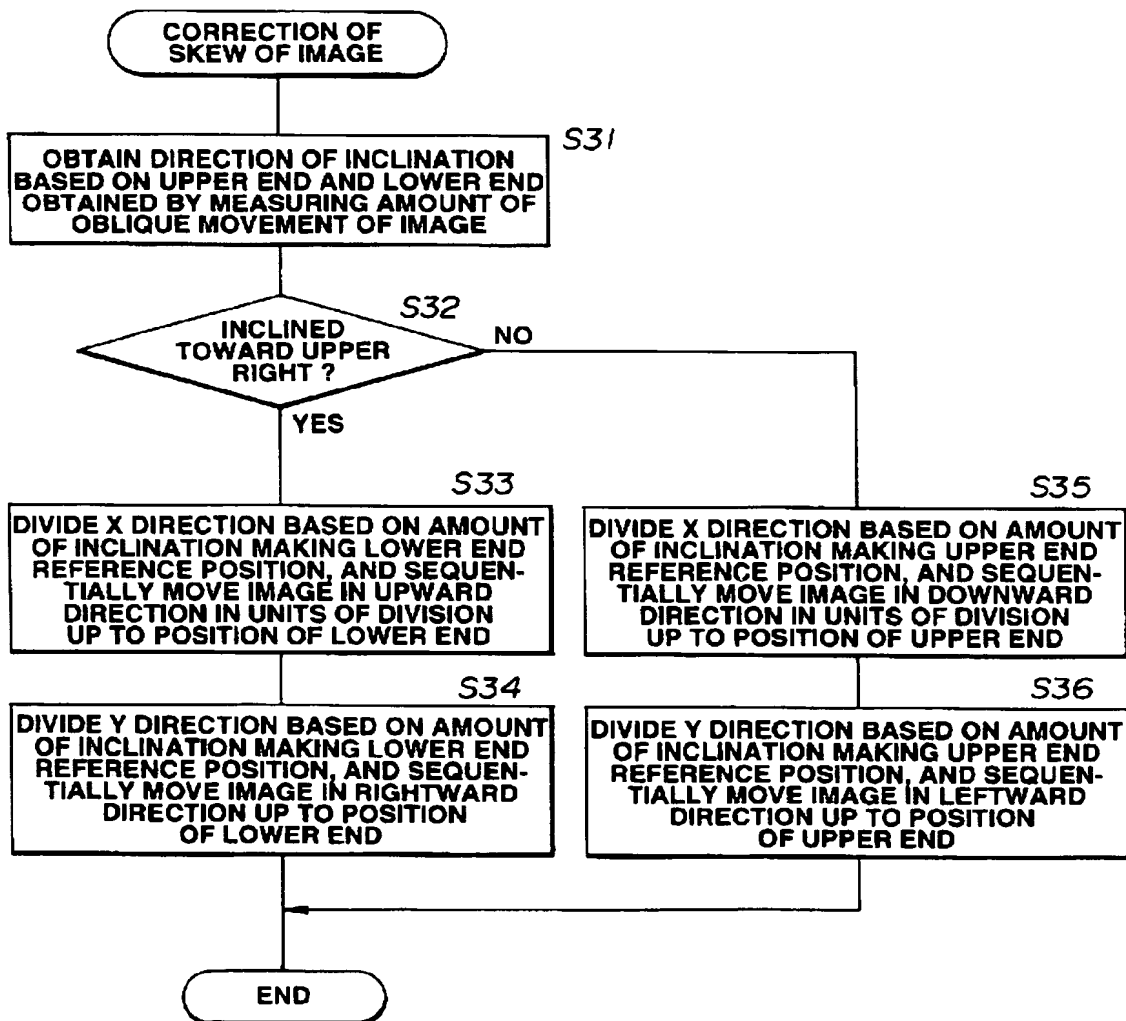 CORRECTION OF
SKEW OF IMAGE
S31
OBTAIN DIRECTION OF INCLINATION
BASED ON UPPER END AND LOWER END
OBTAINED BY MEASURING AMOUNT OF
OBLIQUE MOVEMENT OF IMAGE
S32
INCLINED
TOWARD UPPER
RIGHT ?
NO
YES
S33
DIVIDE X DIRECTION BASED ON AMOUNT
OF INCLINATION MAKING LOWER END
REFERENCE POSITION, AND SEQUEN-
TIALLY MOVE IMAGE IN UPWARD
DIRECTION IN UNITS OF DIVISION
UP TO POSITION OF LOWER END
S34
DIVIDE Y DIRECTION BASED ON AMOUNT
OF INCLINATION MAKING LOWER END
REFERENCE POSITION, AND SEQUEN-
TIALLY MOVE IMAGE IN RIGHTWARD
DIRECTION UP TO POSITION
OF LOWER END
S35
DIVIDE X DIRECTION BASED ON AMOUNT
OF INCLINATION MAKING UPPER END
REFERENCE POSITION, AND SEQUEN-
TIALLY MOVE IMAGE IN DOWNWARD
DIRECTION IN UNITS OF DIVISION
UP TO POSITION OF UPPER END
S36
DIVIDE Y DIRECTION BASED ON AMOUNT
OF INCLINATION MAKING UPPER END
REFERENCE POSITION, AND SEQUEN-
TIALLY MOVE IMAGE IN LEFTWARD
DIRECTION UP TO POSITION
OF UPPER END
END